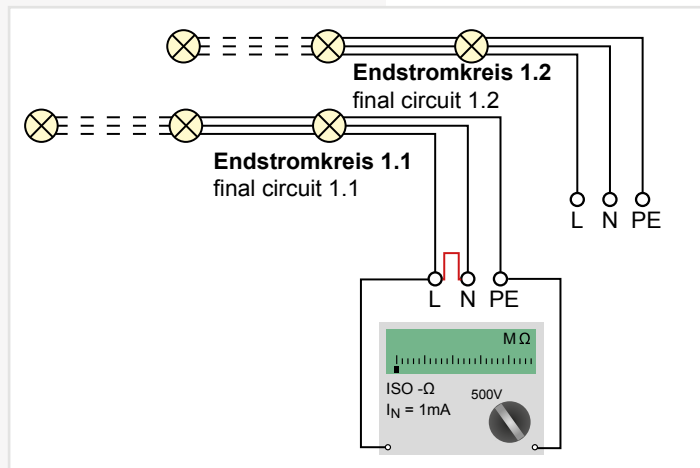 Endstromkreis 1.2
final circuit 1.2
Endstromkreis 1.1
final circuit 1.1
L N PE
L N PE
MΩ
ISO -Ω
500V
I_N = 1mA